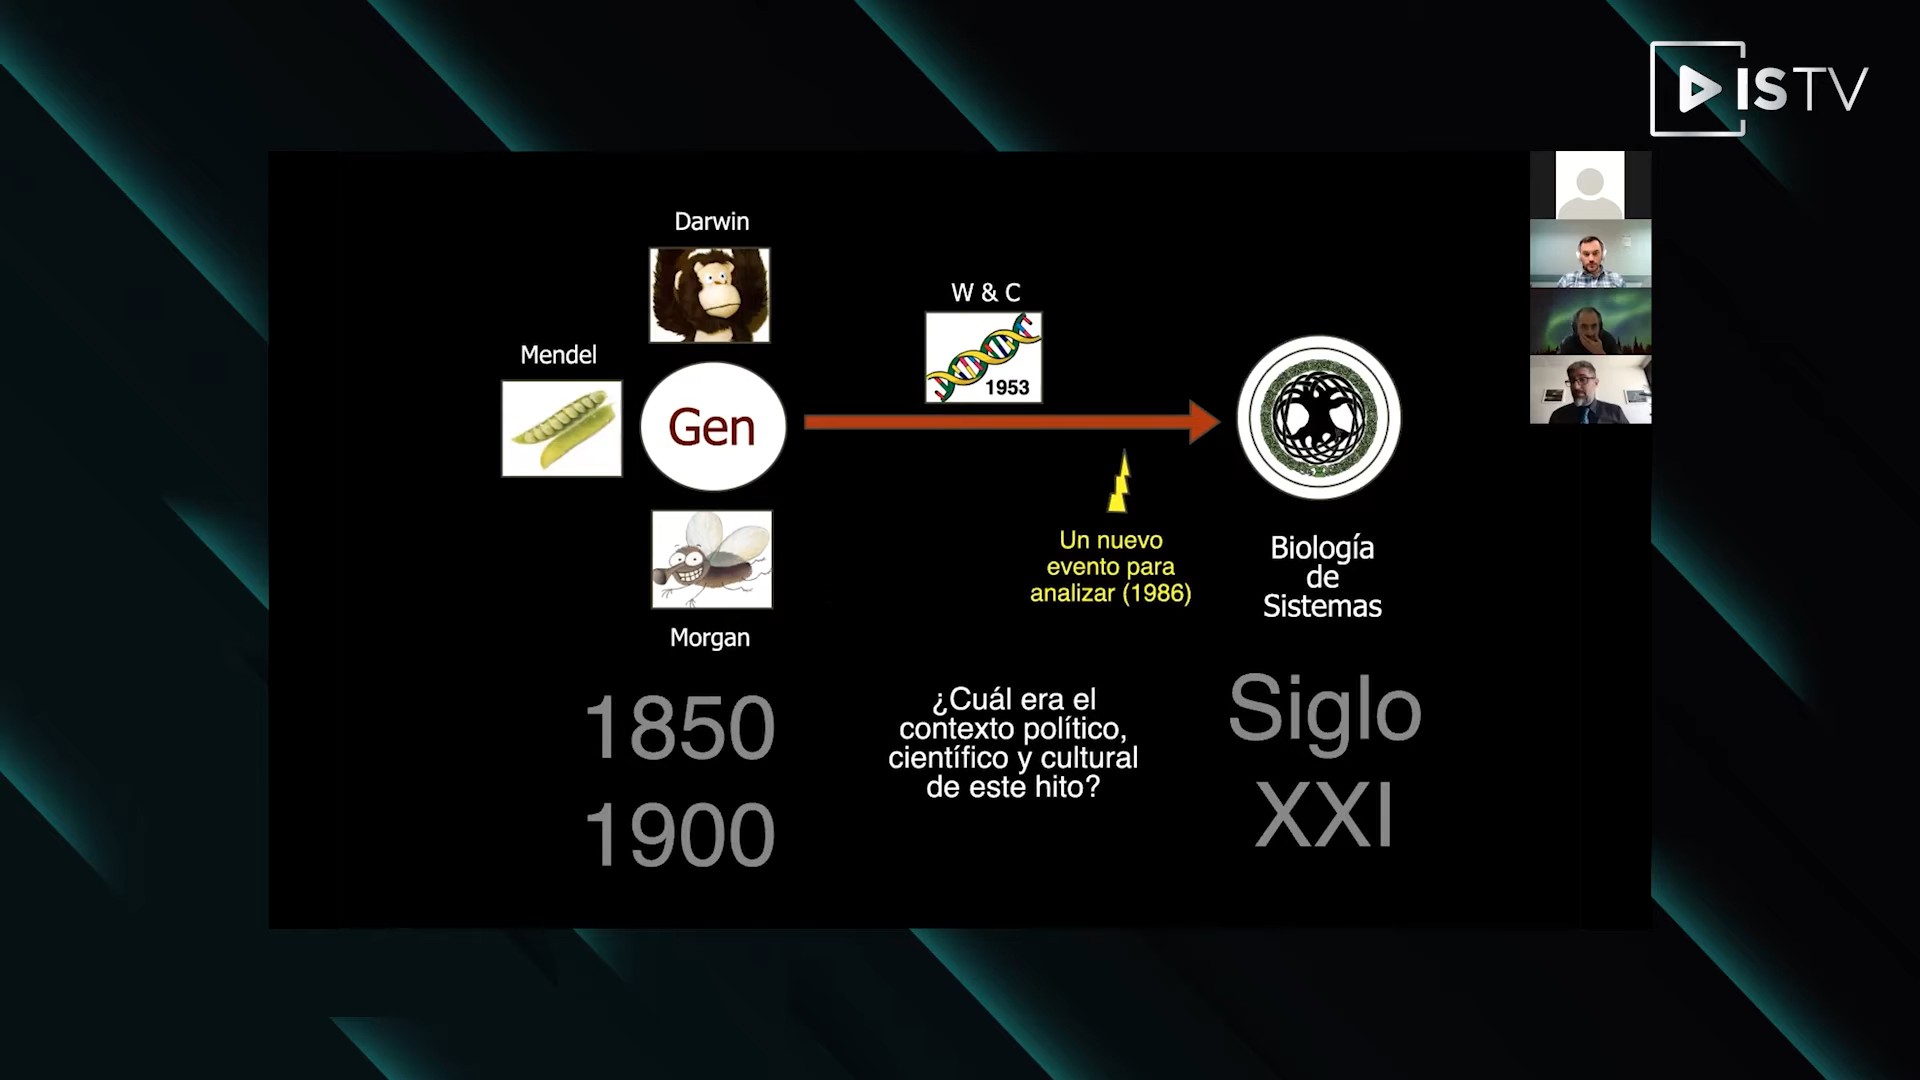 ISTV
Darwin
Mendel
Gen
Morgan
W & C
1953
Un nuevo
evento para
analizar (1986)
Biología
de
Sistemas
1850
1900
¿Cuál era el
contexto político,
científico y cultural
de este hito?
Siglo
XXI